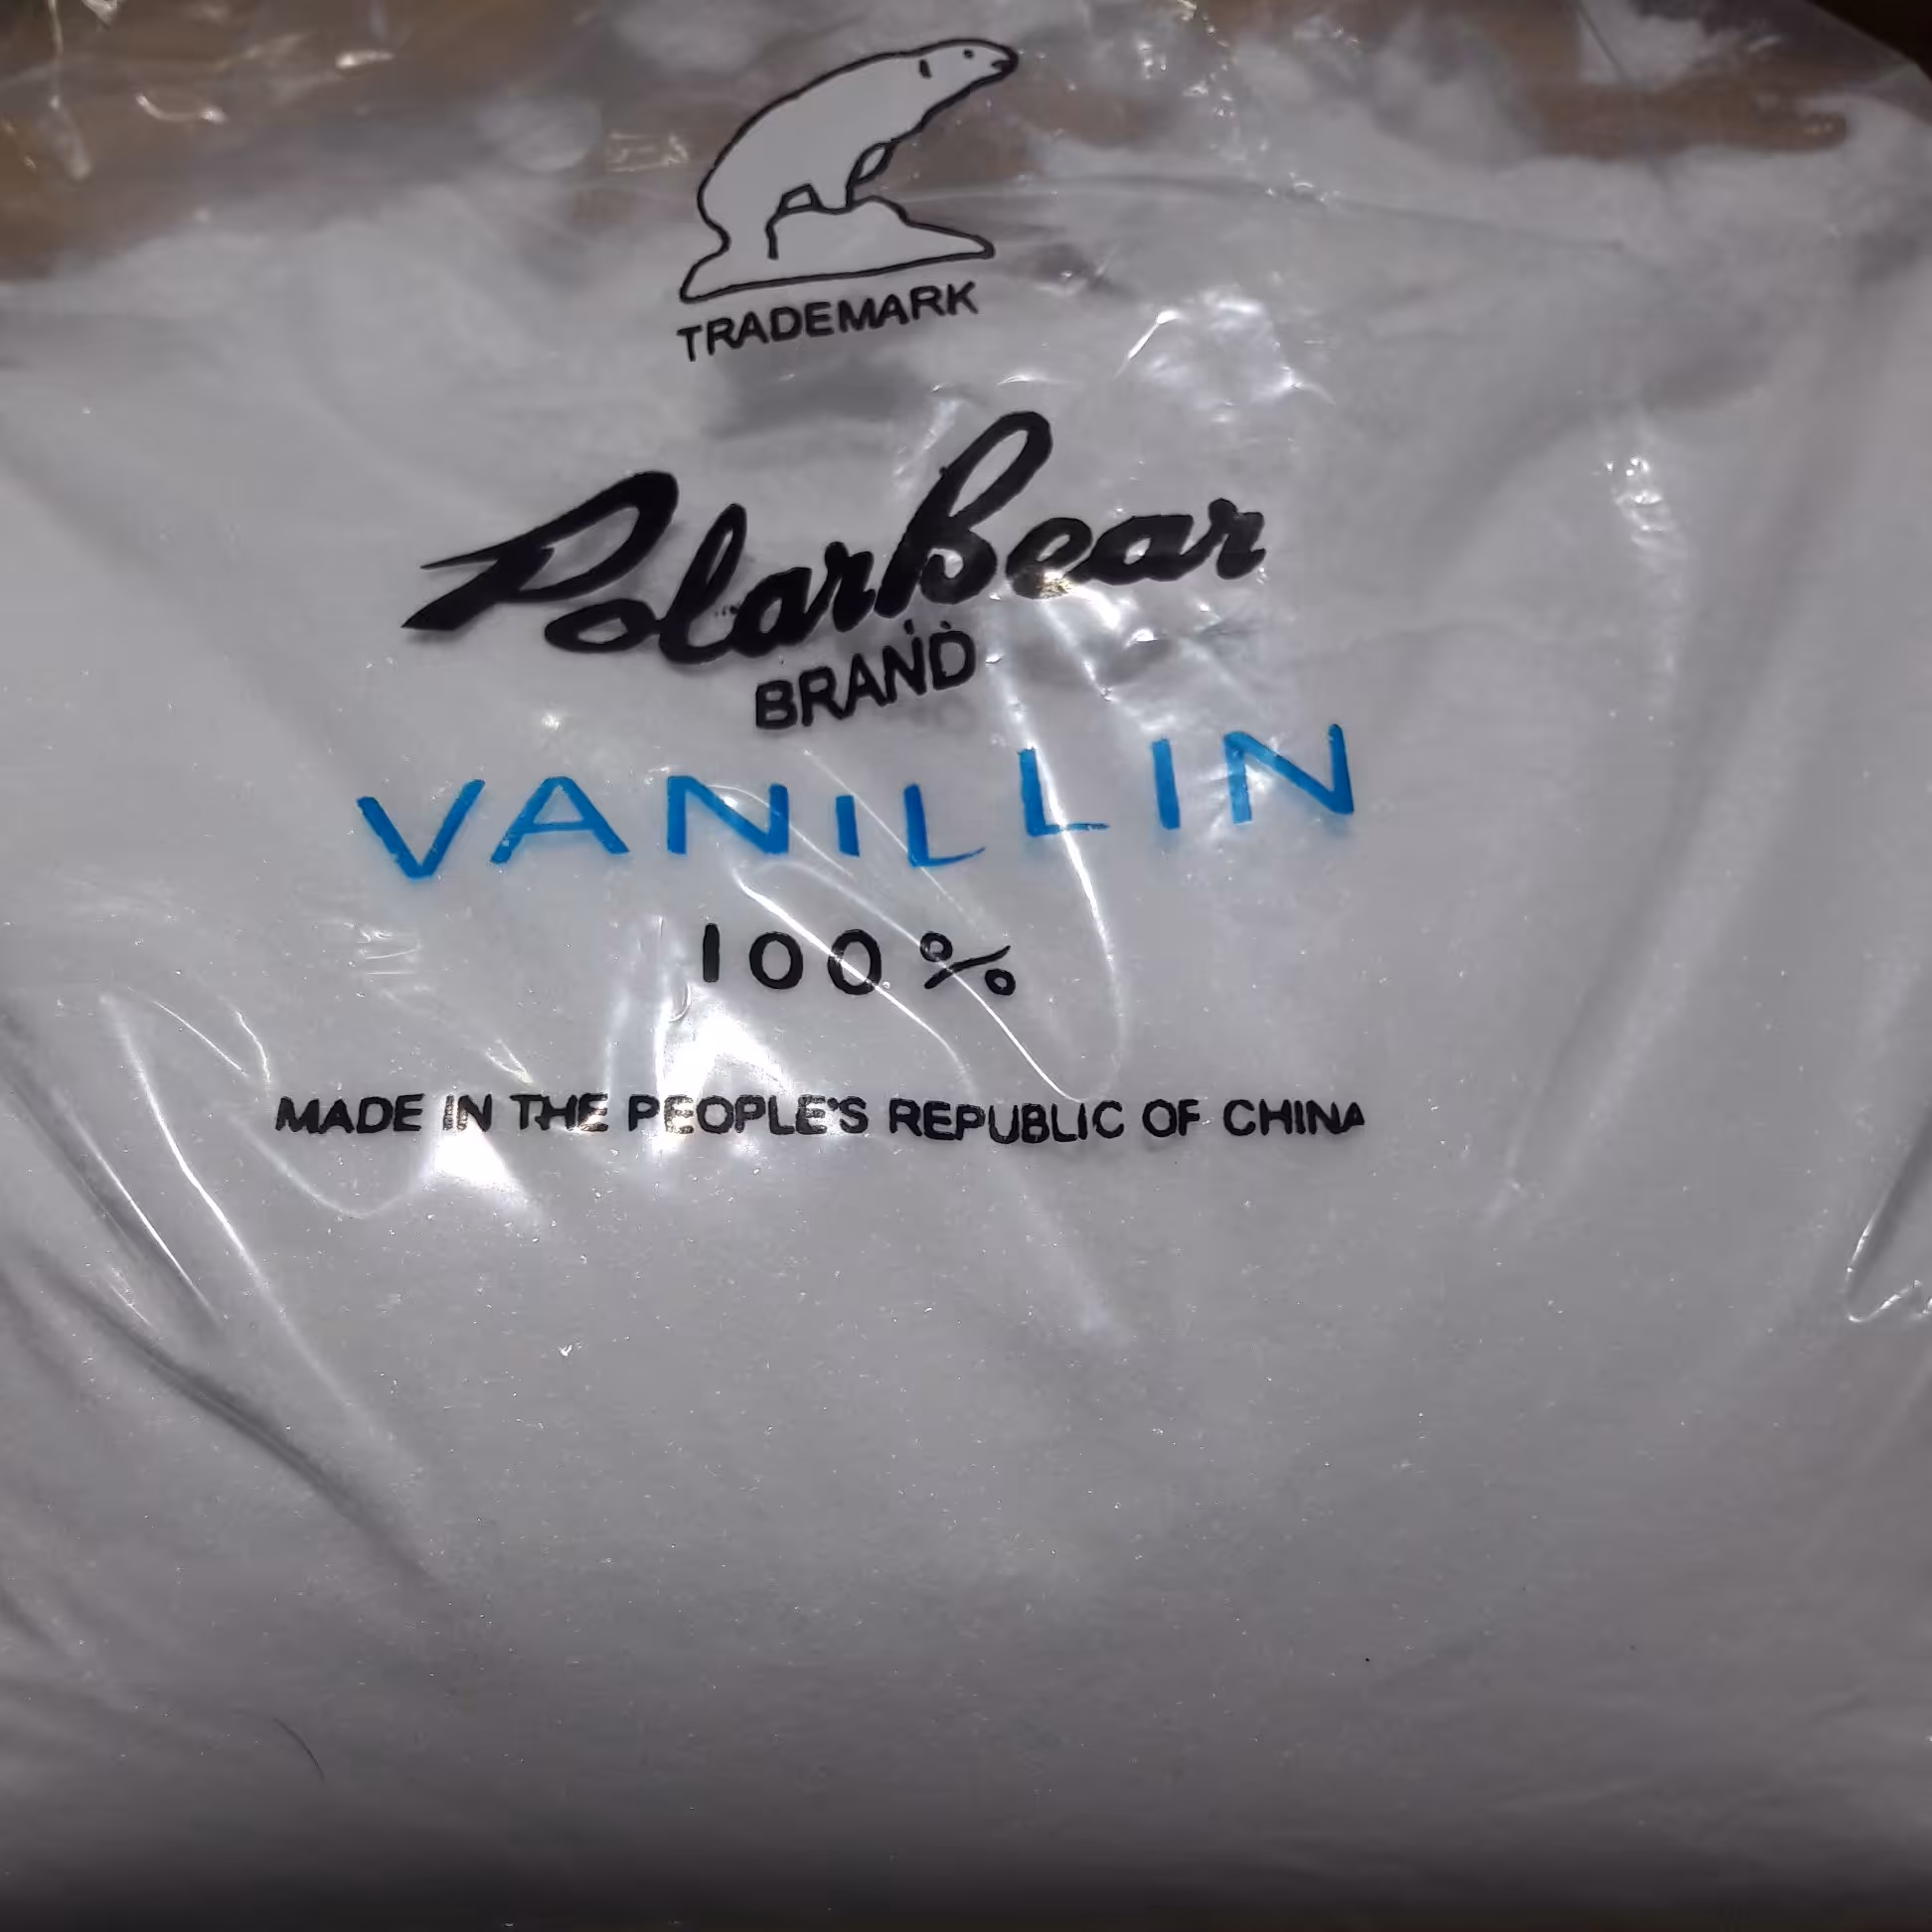 TRADEMARK
PolarBear
BRAND
VANILLIN
100%
MADE IN THE PEOPLE'S REPUBLIC OF CHINA